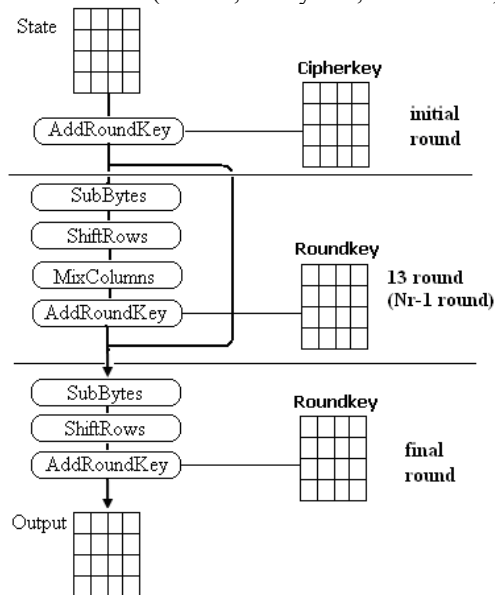 State
Cipherkey
AddRoundKey
initial
round
SubBytes
ShiftRows
MixColumns
AddRoundKey
Roundkey
13 round
(Nr-1 round)
SubBytes
ShiftRows
AddRoundKey
Roundkey
final
round
Output